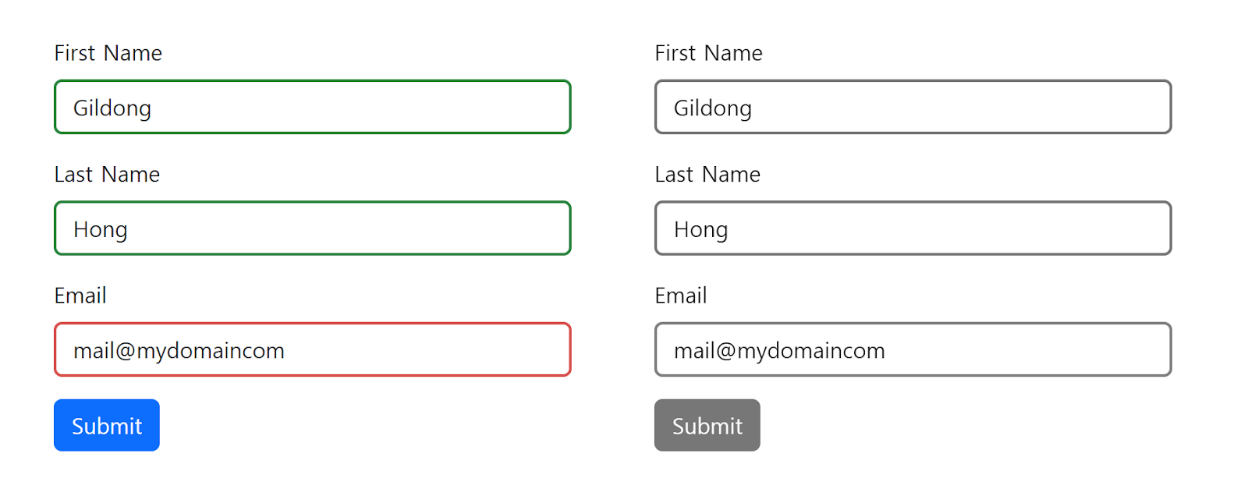 First Name
Gildong
Last Name
Hong
Email
mail@mydomaincom
Submit
First Name
Gildong
Last Name
Hong
Email
mail@mydomaincom
Submit